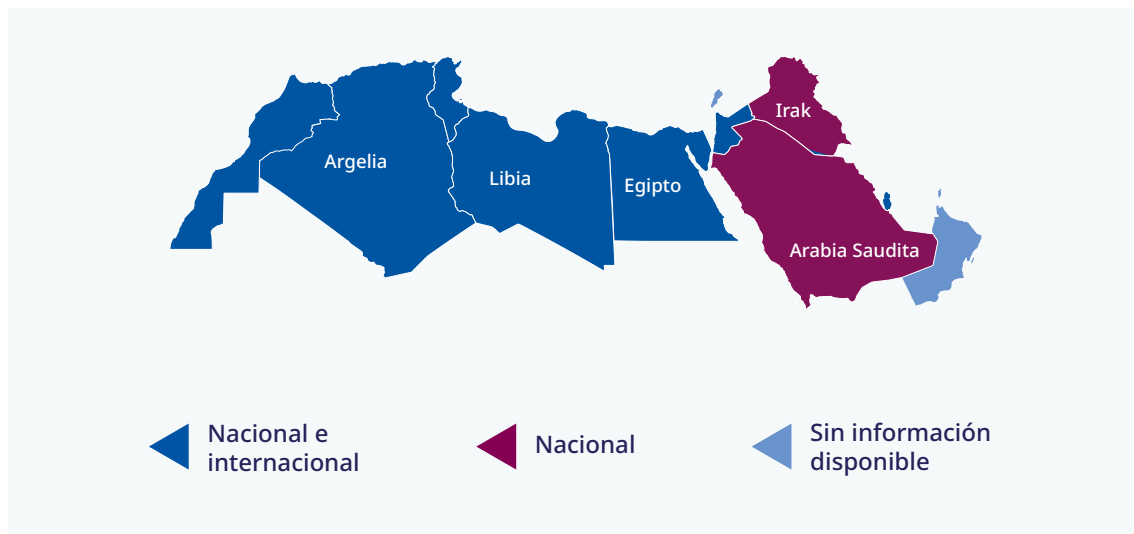 Irak
Argelia
Libia
Egipto
Arabia Saudita
Nacional e
internacional
Nacional
Sin información
disponible